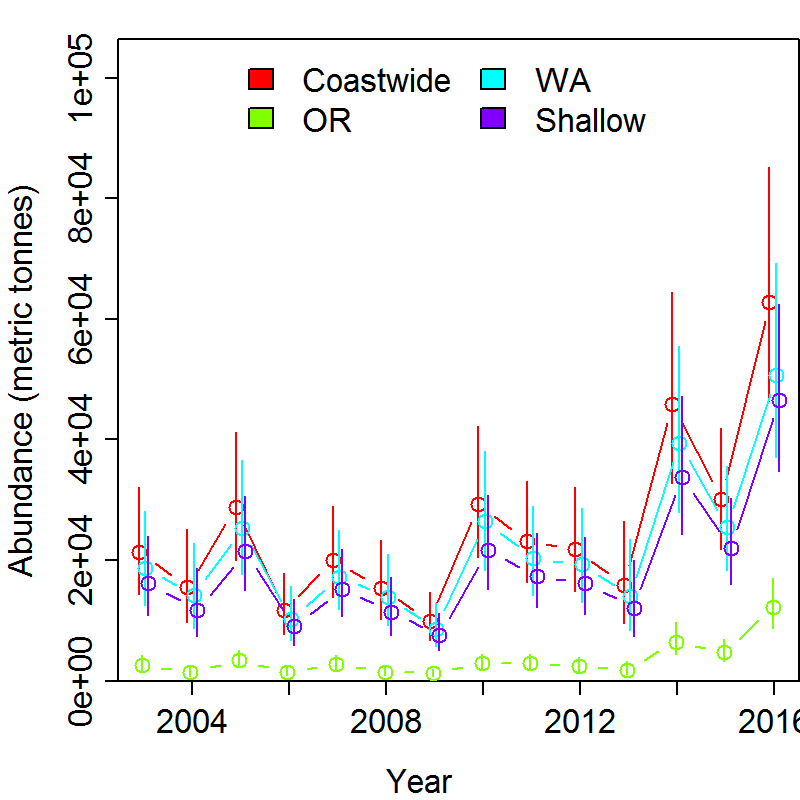 Coastwide WA
OR Shallow
Abundance (metric tonnes)
1e+05
8e+04
6e+04
4e+04
2e+04
0e+00
2004 2008 2012 2016
Year